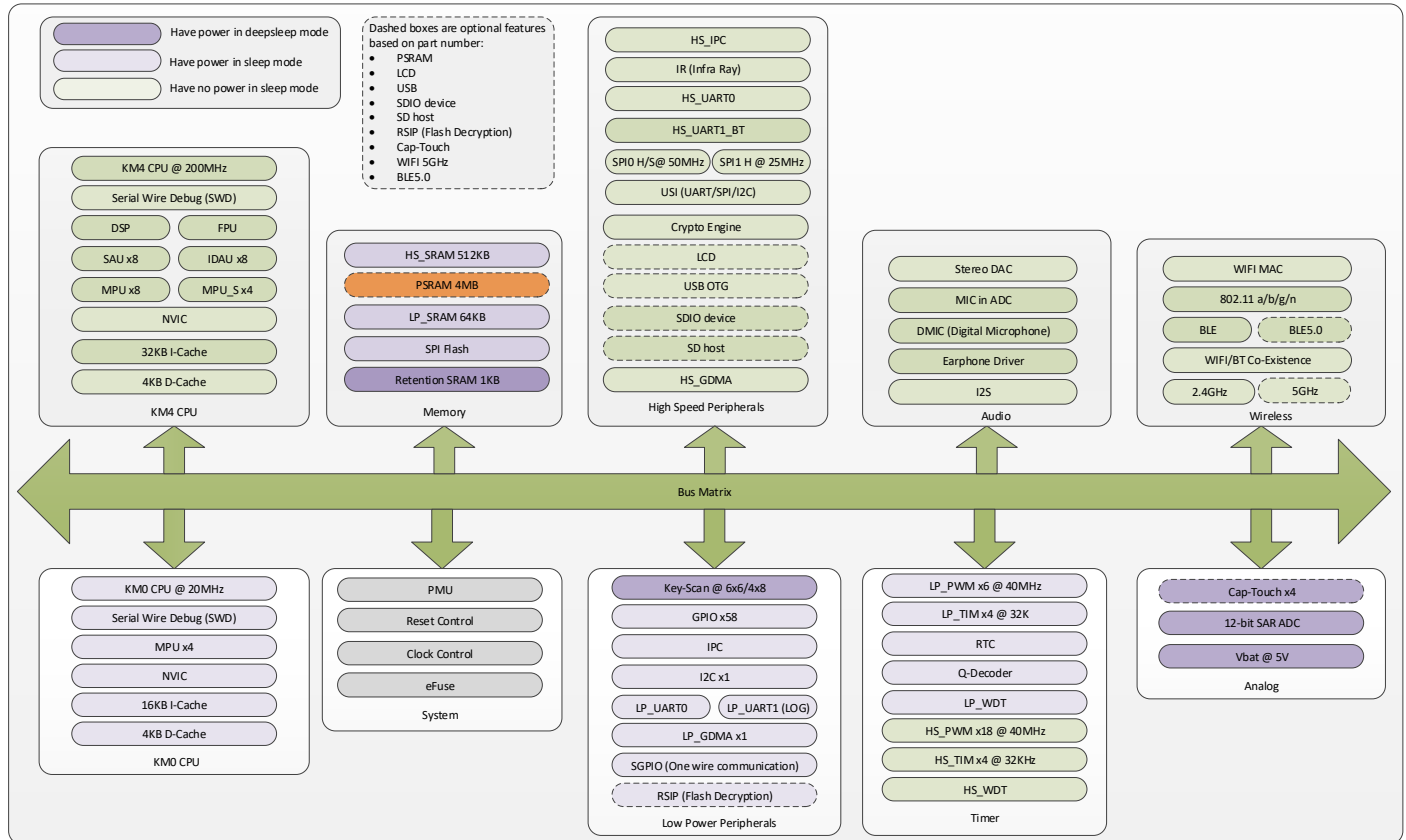 Have power in deepsleep mode
Have power in sleep mode
Have no power in sleep mode
Dashed boxes are optional features
based on part number:
• PSRAM
• LCD
• USB
• SDIO device
• SD host
• RSIP (Flash Decryption)
• Cap-Touch
• WIFI 5GHz
• BLE5.0
KM4 CPU @ 200MHz
Serial Wire Debug (SWD)
DSP FPU
SAU x8 IDAU x8
MPU x8 MPU_S x4
NVIC
32KB I-Cache
4KB D-Cache
KM4 CPU
HS_SRAM 512KB
PSRAM 4MB
LP_SRAM 64KB
SPI Flash
Retention SRAM 1KB
Memory
HS_IPC
IR (Infra Ray)
HS_UART0
HS_UART1_BT
SPI0 H/S@ 50MHz SPI1 H @ 25MHz
USI (UART/SPI/I2C)
Crypto Engine
LCD
USB OTG
SDIO device
SD host
HS_GDMA
High Speed Peripherals
Stereo DAC
MIC in ADC
DMIC (Digital Microphone)
Earphone Driver
I2S
Audio
WIFI MAC
802.11 a/b/g/n
BLE BLE5.0
WIFI/BT Co-Existence
2.4GHz 5GHz
Wireless
Bus Matrix
KM0 CPU @ 20MHz
Serial Wire Debug (SWD)
MPU x4
NVIC
16KB I-Cache
4KB D-Cache
KM0 CPU
PMU
Reset Control
Clock Control
eFuse
System
Key-Scan @ 6x6/4x8
GPIO x58
IPC
I2C x1
LP_UART0 LP_UART1 (LOG)
LP_GDMA x1
SGPIO (One wire communication)
RSIP (Flash Decryption)
Low Power Peripherals
LP_PWM x6 @ 40MHz
LP_TIM x4 @ 32K
RTC
Q-Decoder
LP_WDT
HS_PWM x18 @ 40MHz
HS_TIM x4 @ 32KHz
HS_WDT
Timer
Cap-Touch x4
12-bit SAR ADC
Vbat @ 5V
Analog